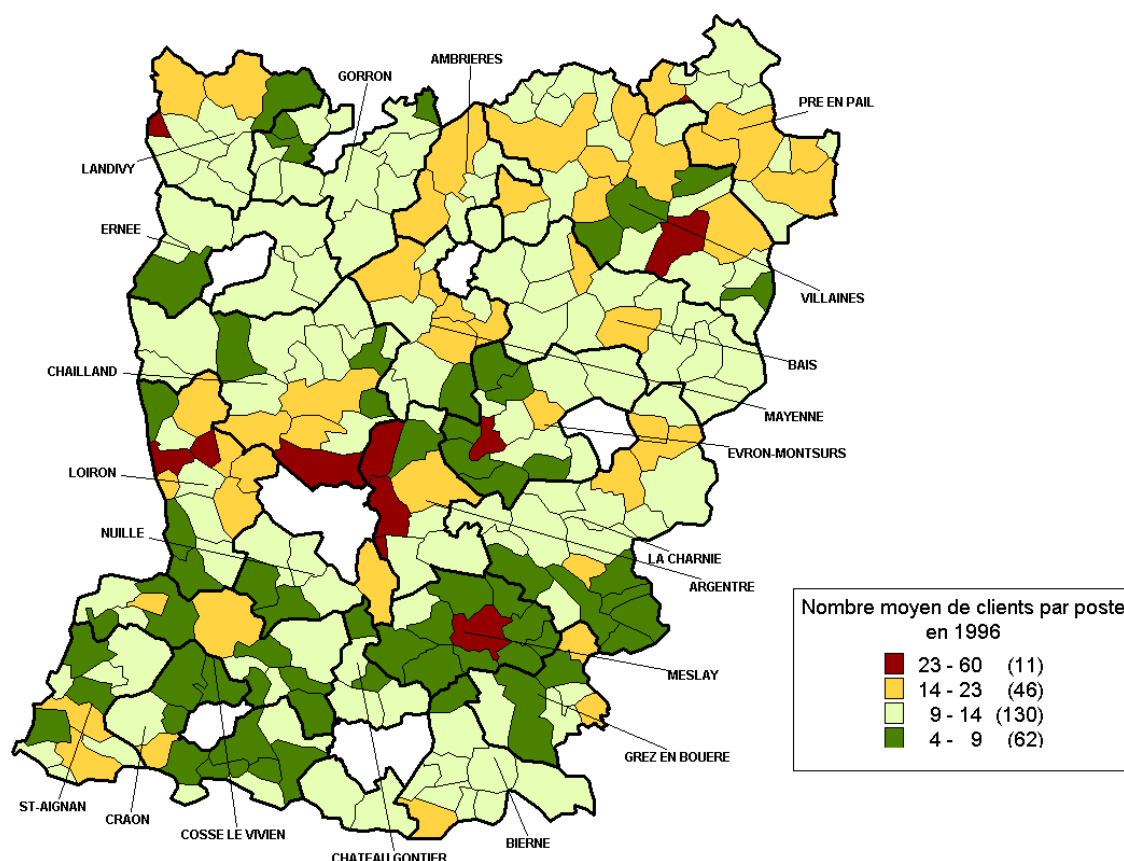 AMBRIERES
GORRON
PRE EN PAIL
LANDIVY
ERNEE
VILLAINES
BAIS
CHAILLAND
MAYENNE
EVRON-MONTSURS
LOIRON
NUILLE
LA CHARNIE
ARGENTRE
MESLAY
GREZ EN BOUERE
ST-AIGNAN
CRAON
COSSE LE VIVIEN
BIERNE
CHATEAU GONTIER
Nombre moyen de clients par poste
en 1996
23 - 60 (11)
14 - 23 (46)
9 - 14 (130)
4 - 9 (62)